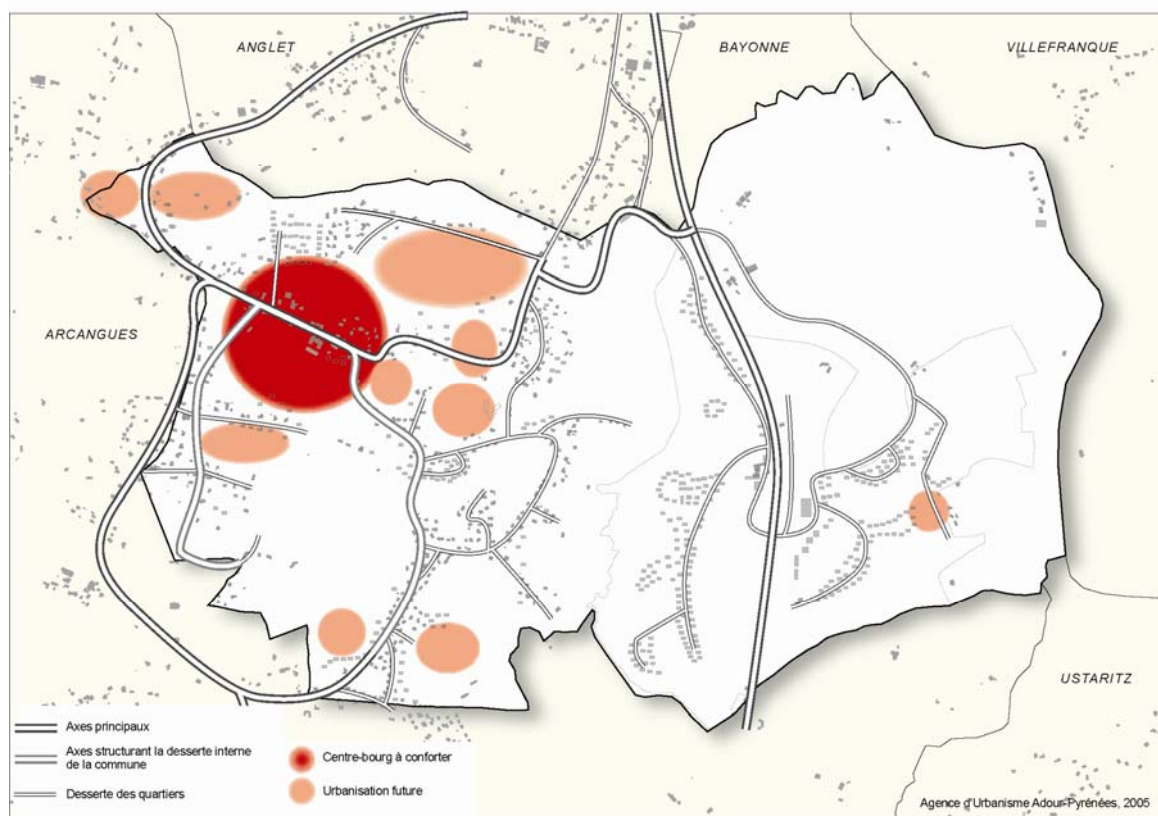 ANGLET
BAYONNE
VILLEFRANQUE
ARCANGUES
USTARITZ
Axes principaux
Axes structurant la desserte interne
de la commune
Desserte des quartiers
Centre-bourg à conforter
Urbanisation future
Agence d'Urbanisme Adour-Pyrénées, 2005